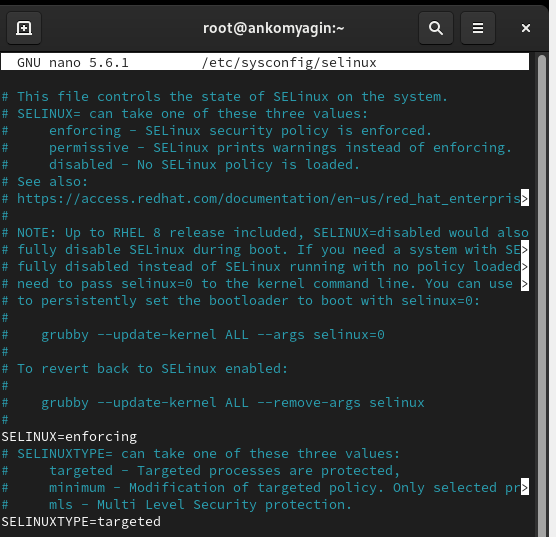 root@ankomyagin:~
GNU nano 5.6.1 /etc/sysconfig/selinux
# This file controls the state of SELinux on the system.
# SELINUX= can take one of these three values:
#     enforcing - SELinux security policy is enforced.
#     permissive - SELinux prints warnings instead of enforcing.
#     disabled - No SELinux policy is loaded.
# See also:
# https://access.redhat.com/documentation/en-us/red_hat_enterpris>
#
# NOTE: Up to RHEL 8 release included, SELINUX=disabled would also
# fully disable SELinux during boot. If you need a system with SE>
# fully disabled instead of SELinux running with no policy loaded>
# need to pass selinux=0 to the kernel command line. You can use >
# to persistently set the bootloader to boot with selinux=0:
#
#    grubby --update-kernel ALL --args selinux=0
#
# To revert back to SELinux enabled:
#
#    grubby --update-kernel ALL --remove-args selinux
#
SELINUX=enforcing
# SELINUXTYPE= can take one of these three values:
#     targeted - Targeted processes are protected,
#     minimum - Modification of targeted policy. Only selected pr>
#     mls - Multi Level Security protection.
SELINUXTYPE=targeted